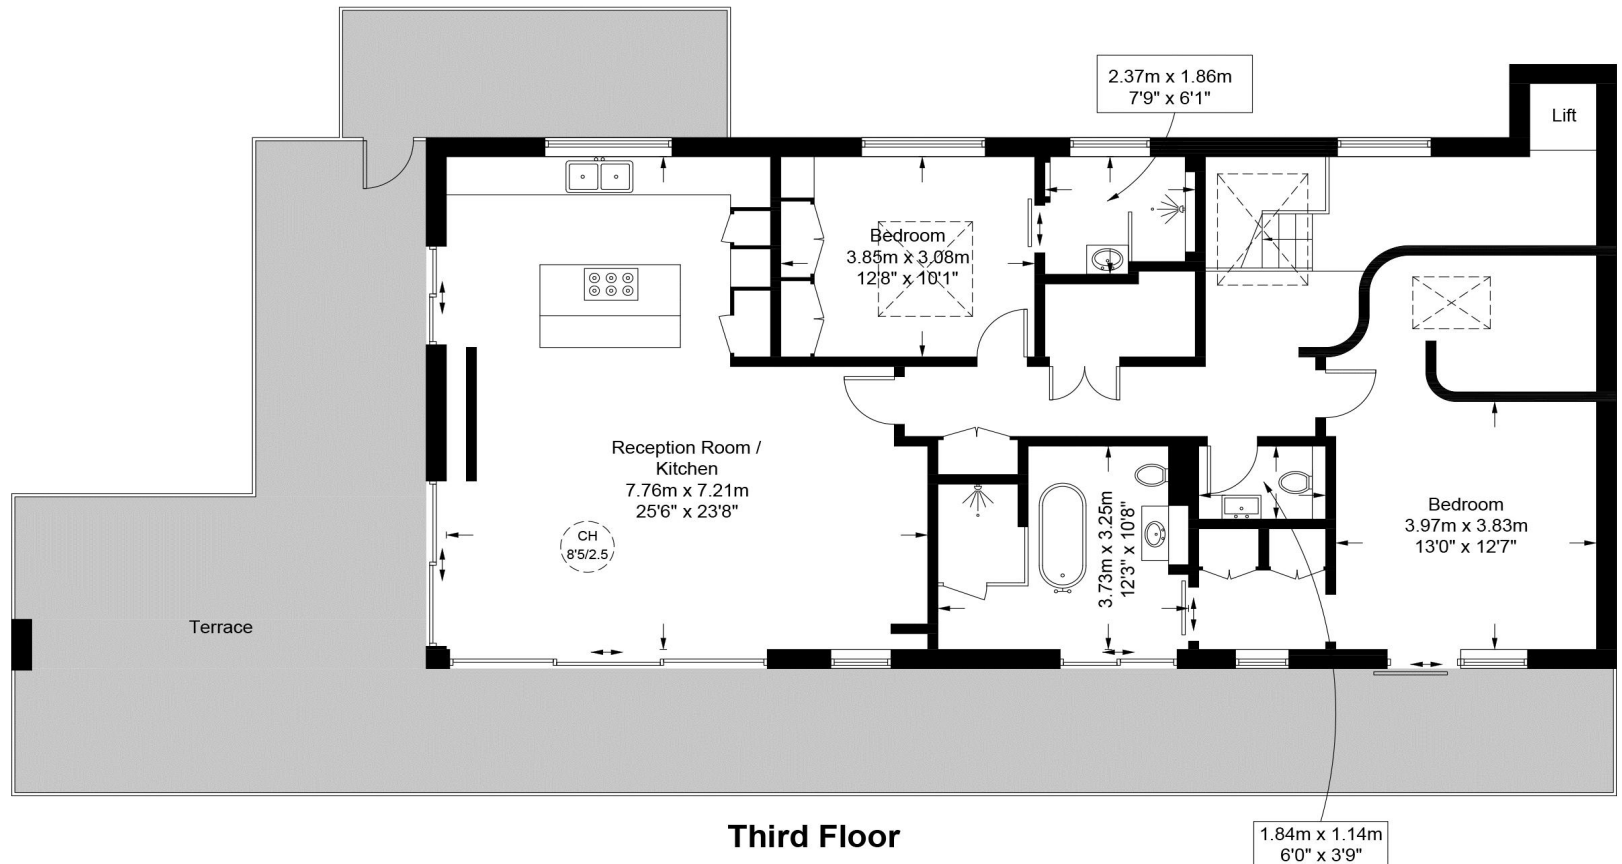 2.37m x 1.86m
7'9" x 6'1"
Lift
Bedroom
3.85m x 3.08m
12'8" x 10'1"
Reception Room /
Kitchen
7.76m x 7.21m
25'6" x 23'8"
CH
8'5/2.5
3.73m x 3.25m
12'3" x 10'8"
Bedroom
3.97m x 3.83m
13'0" x 12'7"
Terrace
Third Floor
1.84m x 1.14m
6'0" x 3'9"